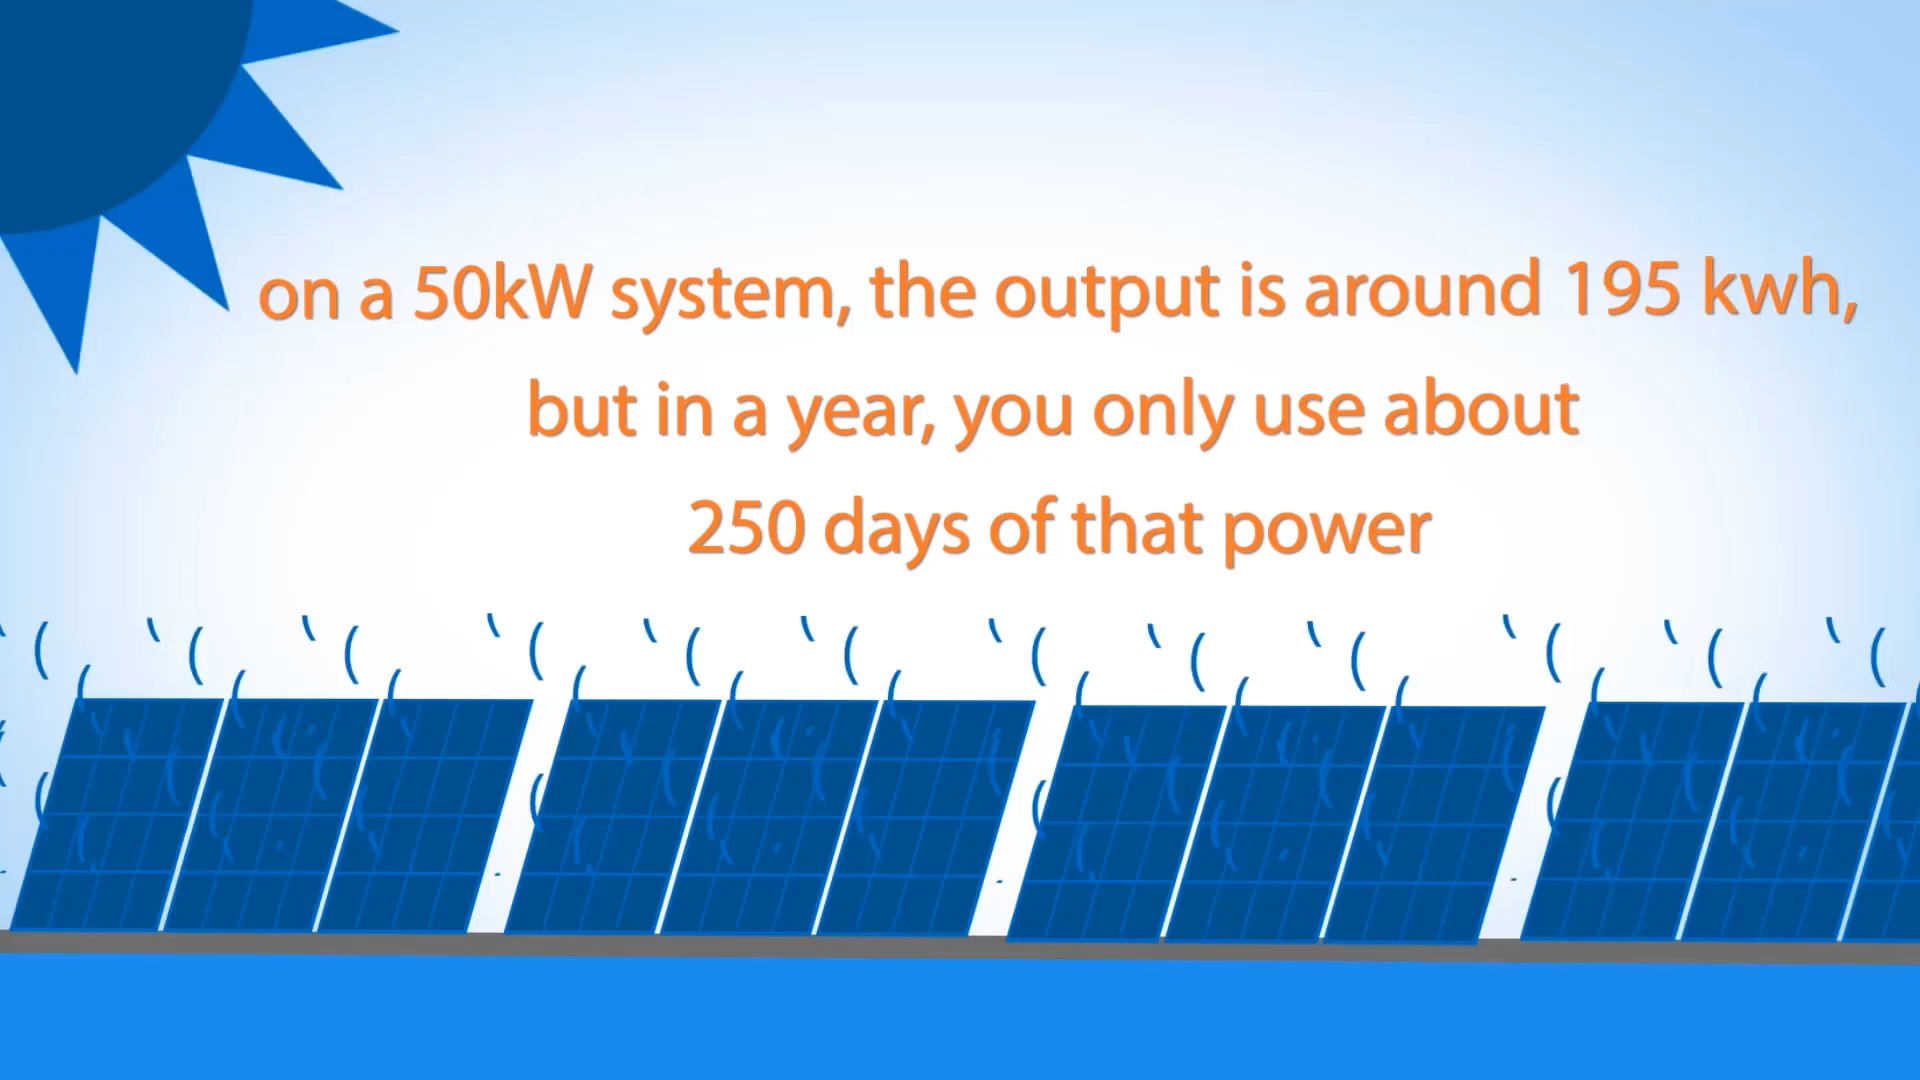 on a 50kW system, the output is around 195 kwh,
but in a year, you only use about
250 days of that power